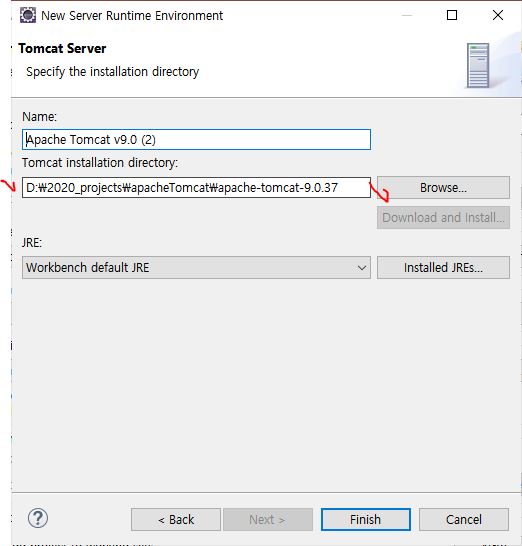 New Server Runtime Environment
Tomcat Server
Specify the installation directory
Name:
Apache Tomcat v9.0 (2)
Tomcat installation directory:
D:₩2020_projects₩apacheTomcat₩apache-tomcat-9.0.37
Browse...
Download and Install...
JRE:
Workbench default JRE
Installed JREs...
?
< Back
Next >
Finish
Cancel